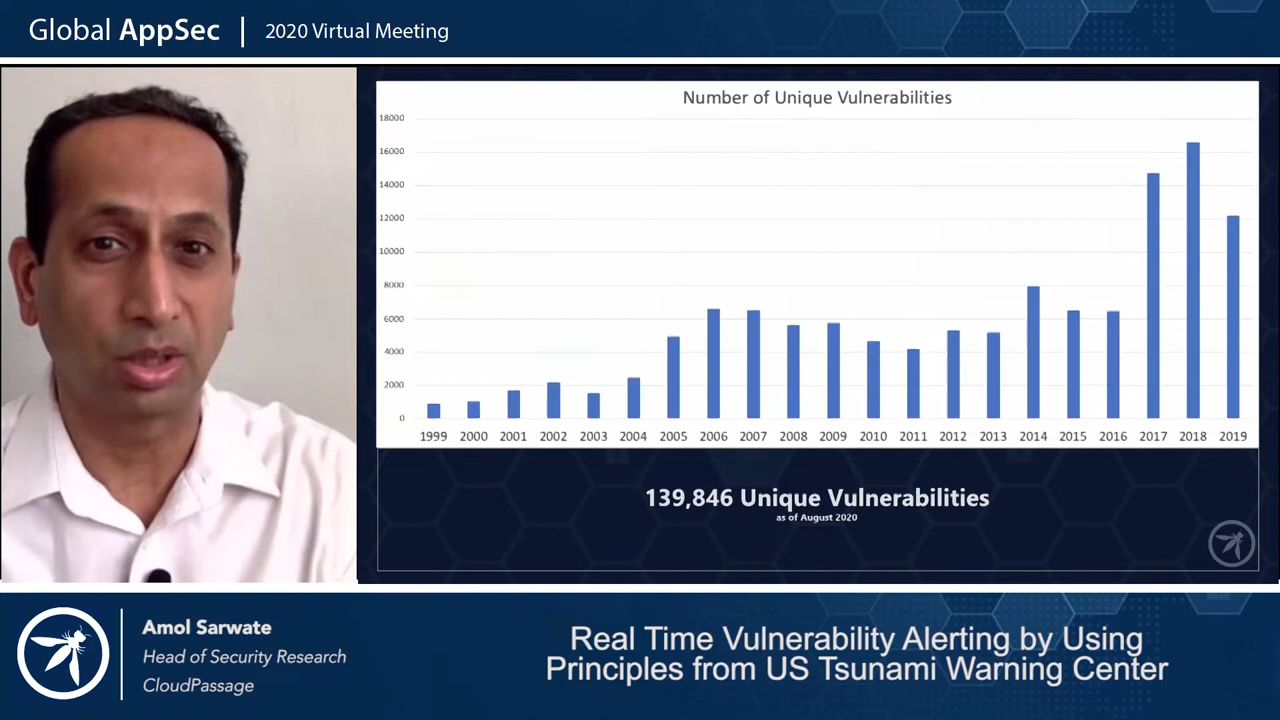 Global AppSec | 2020 Virtual Meeting
Number of Unique Vulnerabilities
18000
16000
14000
12000
10000
8000
6000
4000
2000
0
1999 2000 2001 2002 2003 2004 2005 2006 2007 2008 2009 2010 2011 2012 2013 2014 2015 2016 2017 2018 2019
139,846 Unique Vulnerabilities
as of August 2020
Amol Sarwate
Head of Security Research
CloudPassage
Real Time Vulnerability Alerting by Using
Principles from US Tsunami Warning Center